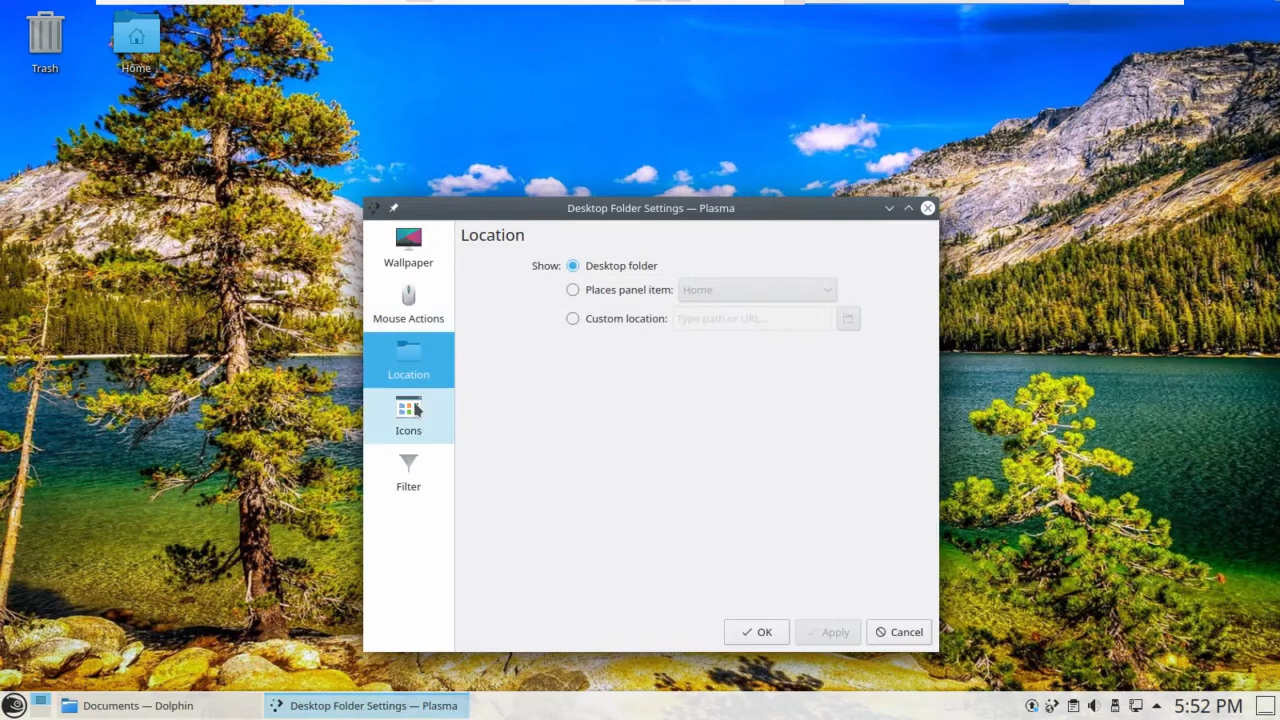 Trash
Home
Desktop Folder Settings — Plasma
Wallpaper
Mouse Actions
Location
Icons
Filter
Location
Show: Desktop folder
Places panel item: Home
Custom location: Type path or URL...
OK
Apply
Cancel
Documents — Dolphin
Desktop Folder Settings — Plasma
5:52 PM